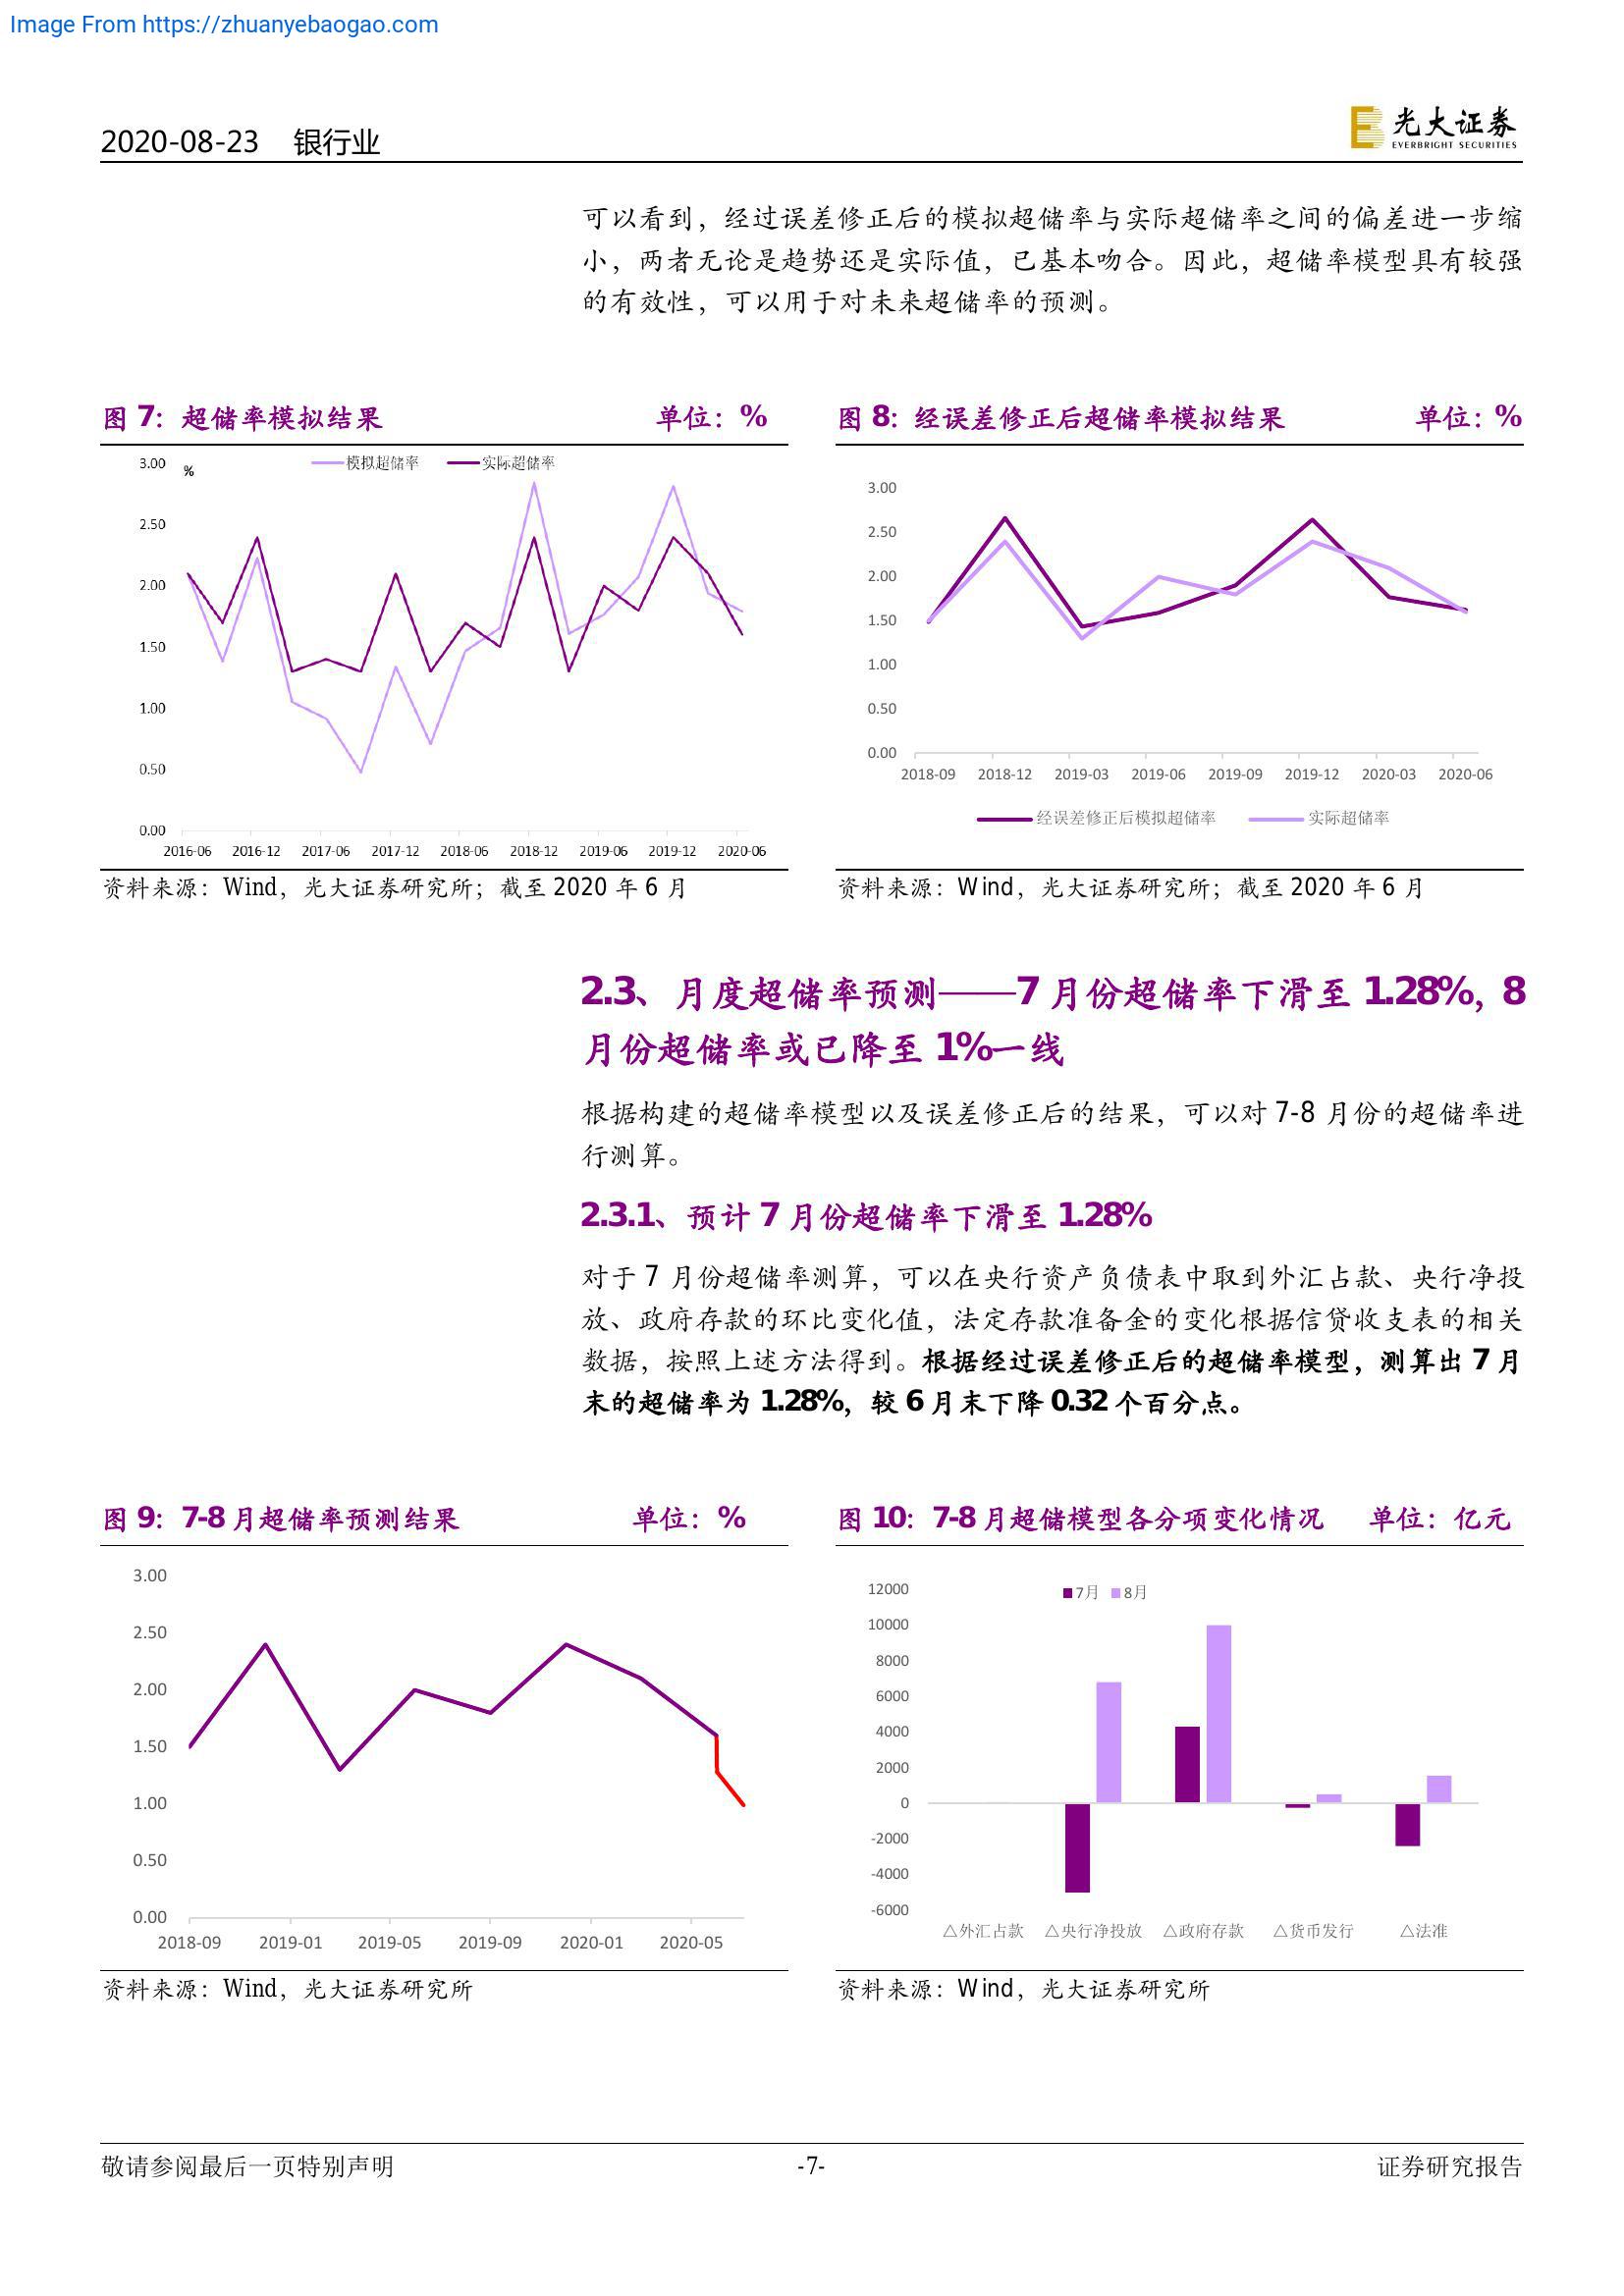 Image From https://zhuanyebaogao.com
2020-08-23 银行业
光大证券
EVERBRIGHT SECURITIES
可以看到，经过误差修正后的模拟超储率与实际超储率之间的偏差进一步缩
小，两者无论是趋势还是实际值，已基本吻合。因此，超储率模型具有较强
的有效性，可以用于对未来超储率的预测。
图 7：超储率模拟结果 单位：%
3.00
%
模拟超储率 实际超储率
2.50
2.00
1.50
1.00
0.50
0.00
2016-06 2016-12 2017-06 2017-12 2018-06 2018-12 2019-06 2019-12 2020-06
资料来源：Wind，光大证券研究所；截至 2020 年 6 月
图 8：经误差修正后超储率模拟结果 单位：%
3.00
2.50
2.00
1.50
1.00
0.50
0.00
2018-09 2018-12 2019-03 2019-06 2019-09 2019-12 2020-03 2020-06
经误差修正后模拟超储率 实际超储率
资料来源：Wind，光大证券研究所；截至 2020 年 6 月
2.3、月度超储率预测——7 月份超储率下滑至 1.28%，8
月份超储率或已降至 1%一线
根据构建的超储率模型以及误差修正后的结果，可以对 7-8 月份的超储率进
行测算。
2.3.1、预计 7 月份超储率下滑至 1.28%
对于 7 月份超储率测算，可以在央行资产负债表中取到外汇占款、央行净投
放、政府存款的环比变化值，法定存款准备金的变化根据信贷收支表的相关
数据，按照上述方法得到。根据经过误差修正后的超储率模型，测算出 7 月
末的超储率为 1.28%，较 6 月末下降 0.32 个百分点。
图 9：7-8 月超储率预测结果 单位：%
3.00
2.50
2.00
1.50
1.00
0.50
0.00
2018-09 2019-01 2019-05 2019-09 2020-01 2020-05
资料来源：Wind，光大证券研究所
图 10：7-8 月超储模型各分项变化情况 单位：亿元
12000
7月 8月
10000
8000
6000
4000
2000
0
-2000
-4000
-6000
△外汇占款 △央行净投放 △政府存款 △货币发行 △法准
资料来源：Wind，光大证券研究所
敬请参阅最后一页特别声明 -7- 证券研究报告